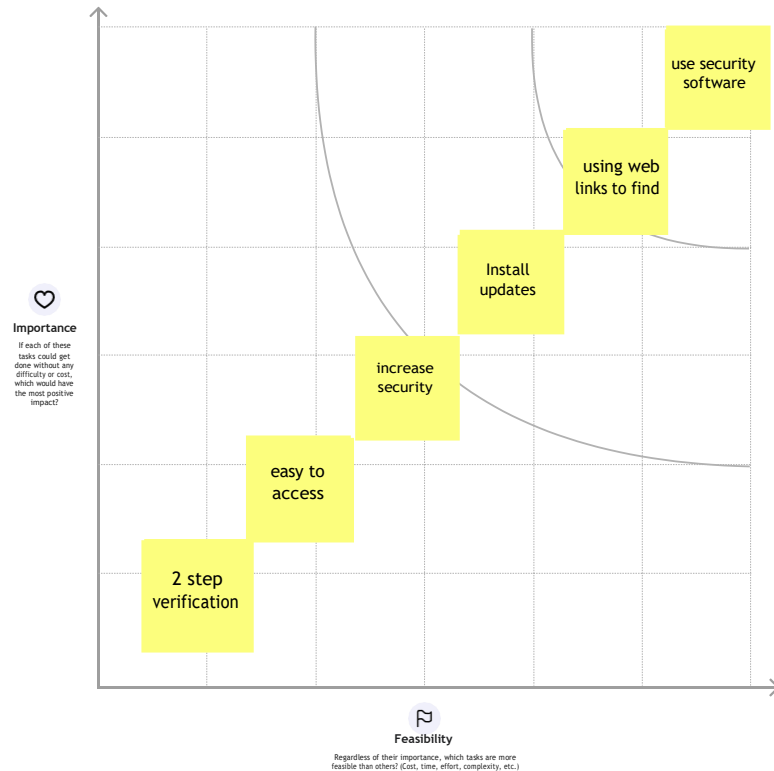 use security
software
using web
links to find
Install
updates
increase
security
easy to
access
2 step
verification
Importance
If each of these
tasks could get
done without any
difficulty or cost,
which would have
the most positive
impact?
Feasibility
Regardless of their importance, which tasks are more
feasible than others? (Cost, time, effort, complexity, etc.)